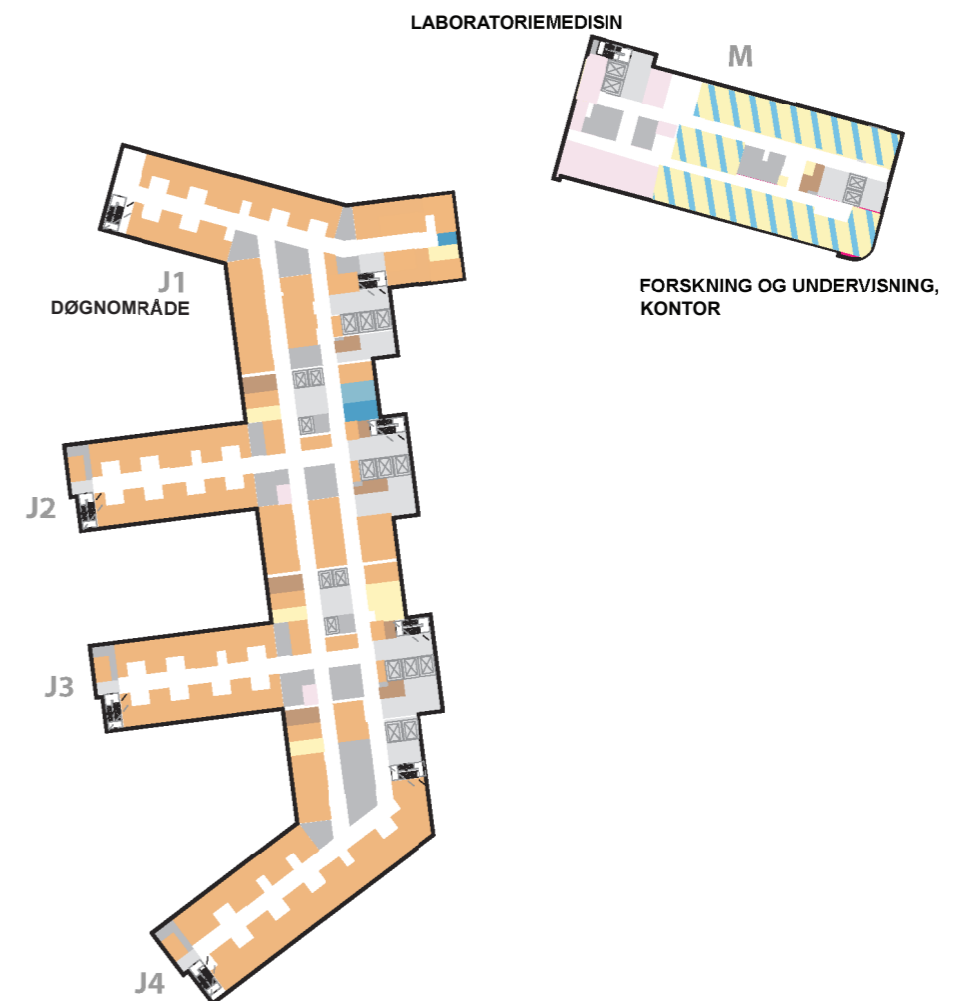 LABORATORIEMEDISIN
M
J1
DØGNOMRÅDE
FORSKNING OG UNDERVISNING,
KONTOR
J2
J3
J4